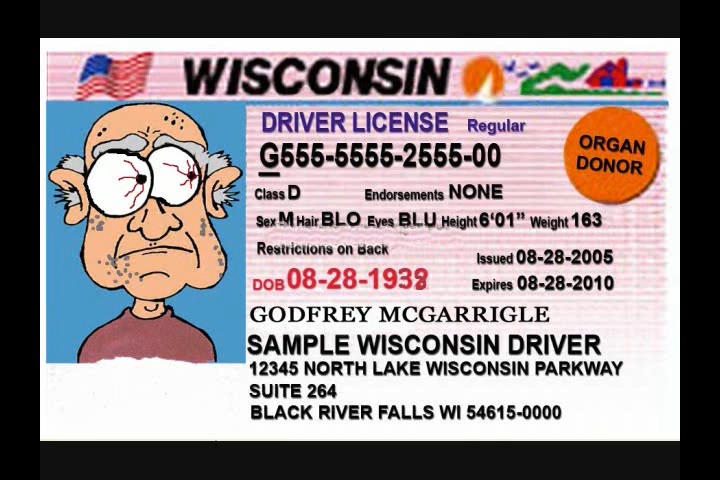 WISCONSIN
DRIVER LICENSE Regular
G555-5555-2555-00
ORGAN
DONOR
Class D Endorsements NONE
Sex M Hair BLO Eyes BLU Height 6'01” Weight 163
Restrictions on Back
Issued 08-28-2005
DOB
Expires 08-28-2010
GODFREY MCGARRIGLE
SAMPLE WISCONSIN DRIVER
12345 NORTH LAKE WISCONSIN PARKWAY
SUITE 264
BLACK RIVER FALLS WI 54615-0000